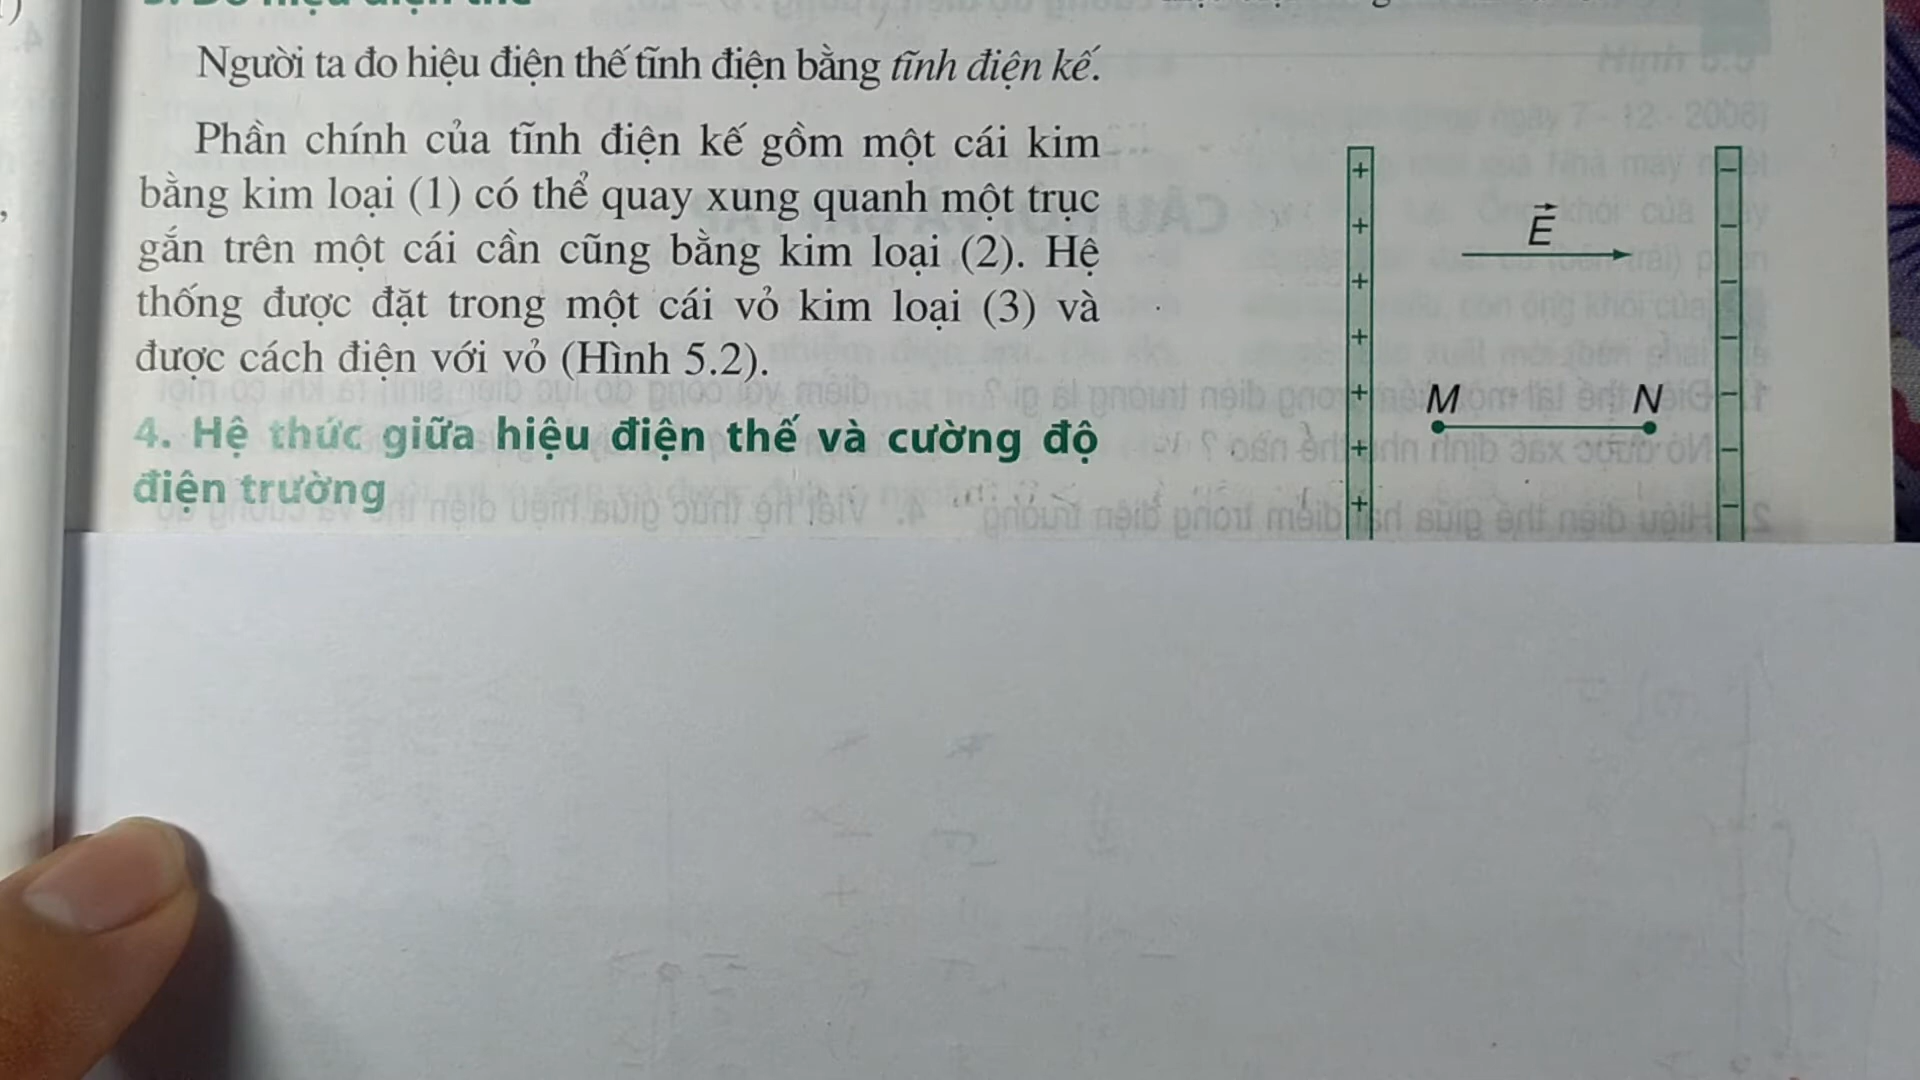 Người ta đo hiệu điện thế tĩnh điện bằng tĩnh điện kế.
Phần chính của tĩnh điện kế gồm một cái kim
bằng kim loại (1) có thể quay xung quanh một trục
gắn trên một cái cần cũng bằng kim loại (2). Hệ
thống được đặt trong một cái vỏ kim loại (3) và
được cách điện với vỏ (Hình 5.2).
4. Hệ thức giữa hiệu điện thế và cường độ
điện trường
E
M N